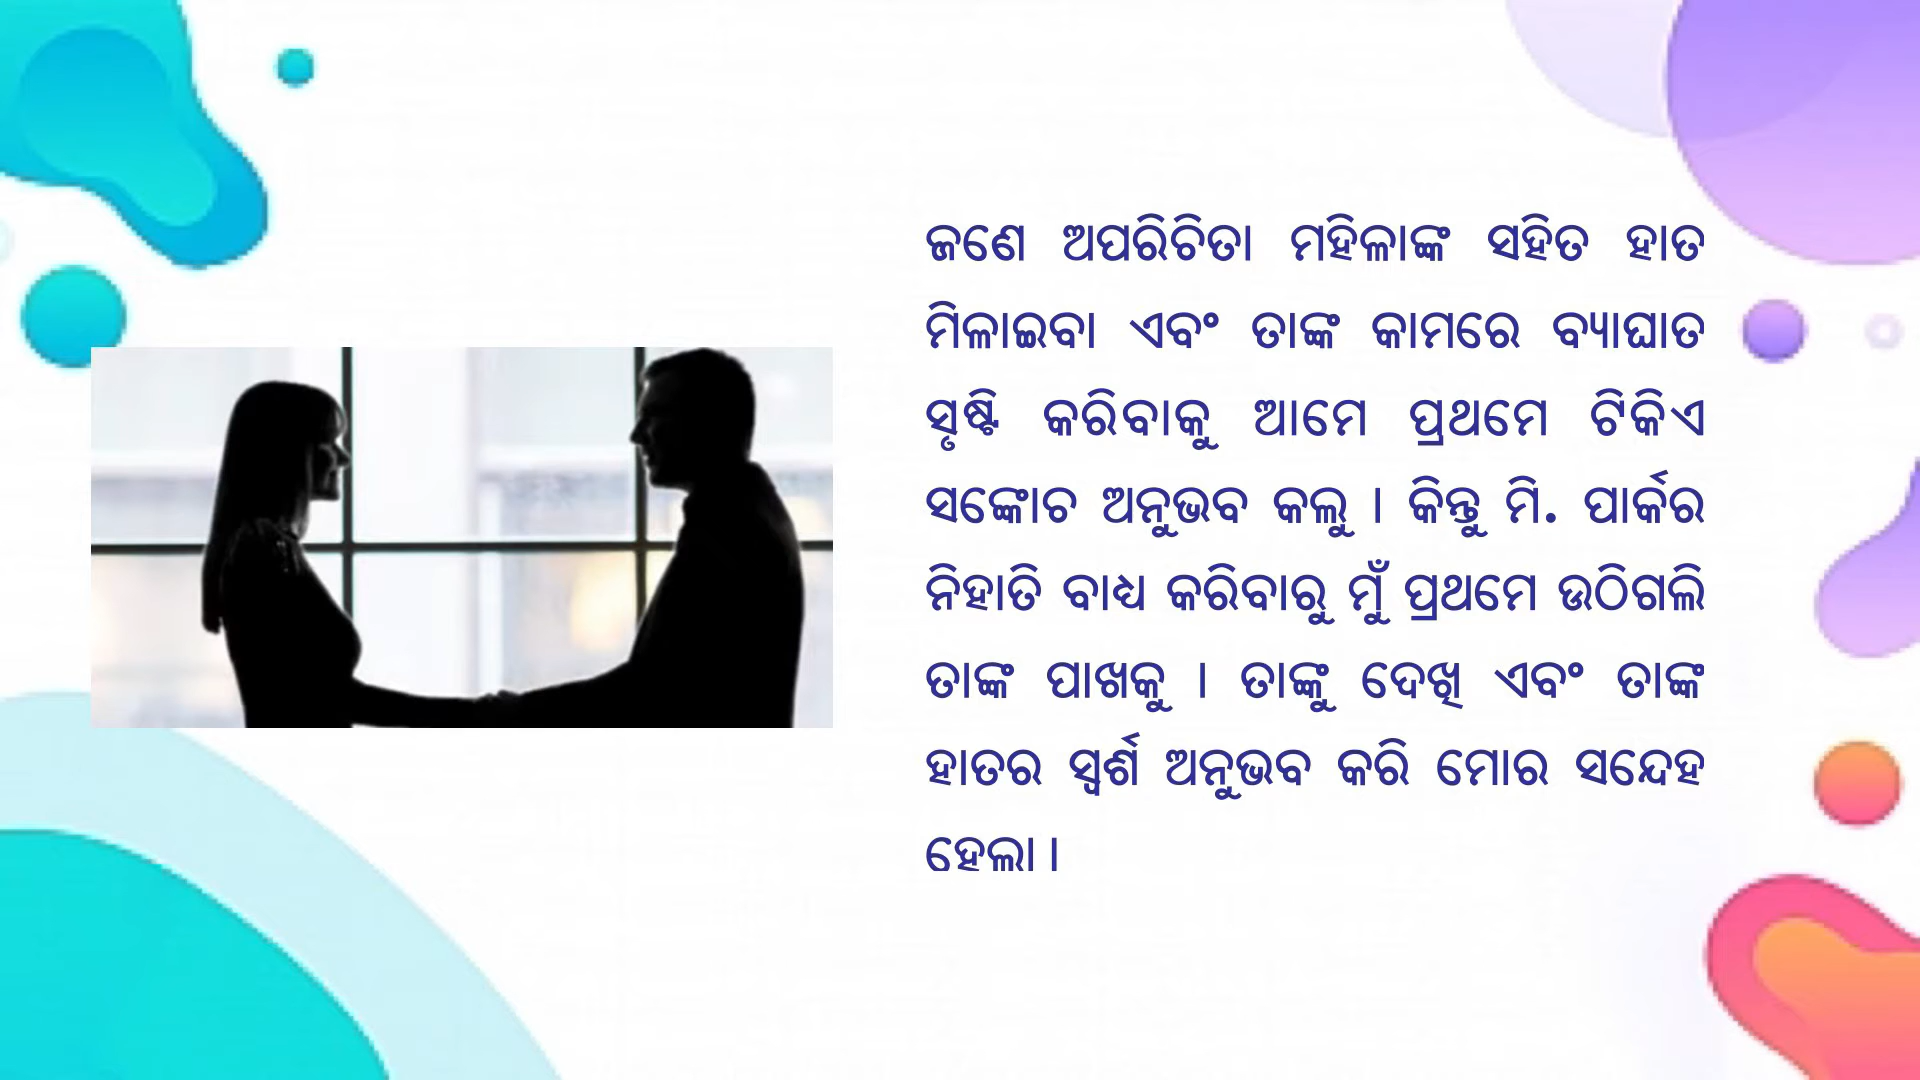 ଜଣେ ଅପରିଚିତା ମହିଳାଙ୍କ ସହିତ ହାତ
ମିଳାଇବା ଏବଂ ତାଙ୍କ କାମରେ ବ୍ୟାଘାତ
ସୃଷ୍ଟି କରିବାକୁ ଆମେ ପ୍ରଥମେ ଟିକିଏ
ସଙ୍କୋଚ ଅନୁଭବ କଲୁ । କିନ୍ତୁ ମି. ପାର୍କର
ନିହାତି ବାଧ୍ୟ କରିବାରୁ ମୁଁ ପ୍ରଥମେ ଉଠିଗଲି
ତାଙ୍କ ପାଖକୁ । ତାଙ୍କୁ ଦେଖି ଏବଂ ତାଙ୍କ
ହାତର ସ୍ପର୍ଶ ଅନୁଭବ କରି ମୋର ସନ୍ଦେହ
ହେଲା ।